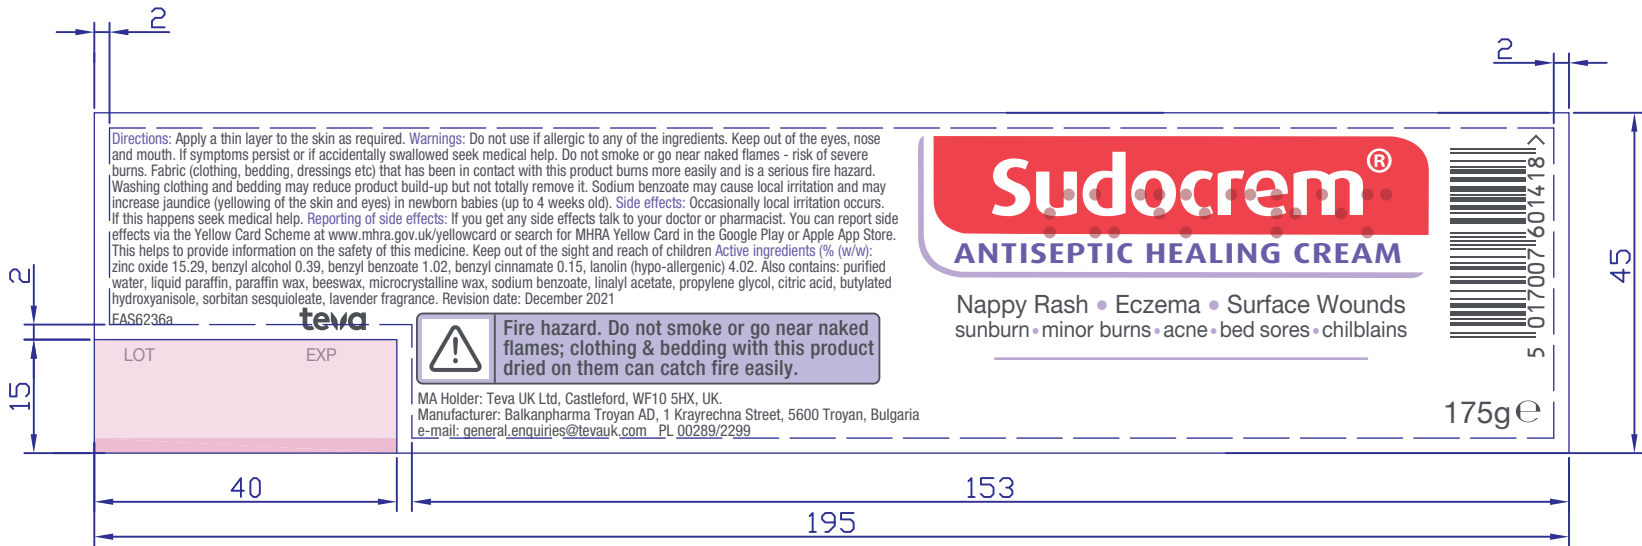 2
2
Directions: Apply a thin layer to the skin as required. Warnings: Do not use if allergic to any of the ingredients. Keep out of the eyes, nose
and mouth. If symptoms persist or if accidentally swallowed seek medical help. Do not smoke or go near naked flames - risk of severe
burns. Fabric (clothing, bedding, dressings etc) that has been in contact with this product burns more easily and is a serious fire hazard.
Washing clothing and bedding may reduce product build-up but not totally remove it. Sodium benzoate may cause local irritation and may
increase jaundice (yellowing of the skin and eyes) in newborn babies (up to 4 weeks old). Side effects: Occasionally local irritation occurs.
If this happens seek medical help. Reporting of side effects: If you get any side effects talk to your doctor or pharmacist. You can report side
effects via the Yellow Card Scheme at www.mhra.gov.uk/yellowcard or search for MHRA Yellow Card in the Google Play or Apple App Store.
This helps to provide information on the safety of this medicine. Keep out of the sight and reach of children Active ingredients (% (w/w):
zinc oxide 15.29, benzyl alcohol 0.39, benzyl benzoate 1.02, benzyl cinnamate 0.15, lanolin (hypo-allergenic) 4.02. Also contains: purified
water, liquid paraffin, paraffin wax, beeswax, microcrystalline wax, sodium benzoate, linalyl acetate, propylene glycol, citric acid, butylated
hydroxyanisole, sorbitan sesquioleate, lavender fragrance. Revision date: December 2021
FAS6236a
teva
LOT EXP
Fire hazard. Do not smoke or go near naked
flames; clothing & bedding with this product
dried on them can catch fire easily.
MA Holder: Teva UK Ltd, Castleford, WF10 5HX, UK.
Manufacturer: Balkanpharma Troyan AD, 1 Krayrechna Street, 5600 Troyan, Bulgaria
e-mail: general.enquiries@tevauk.com PL 00289/2299
Sudocrem®
ANTISEPTIC HEALING CREAM
Nappy Rash • Eczema • Surface Wounds
sunburn • minor burns • acne • bed sores • chilblains
5 017007 601418 >
175g ℮
2
15
45
40
153
195